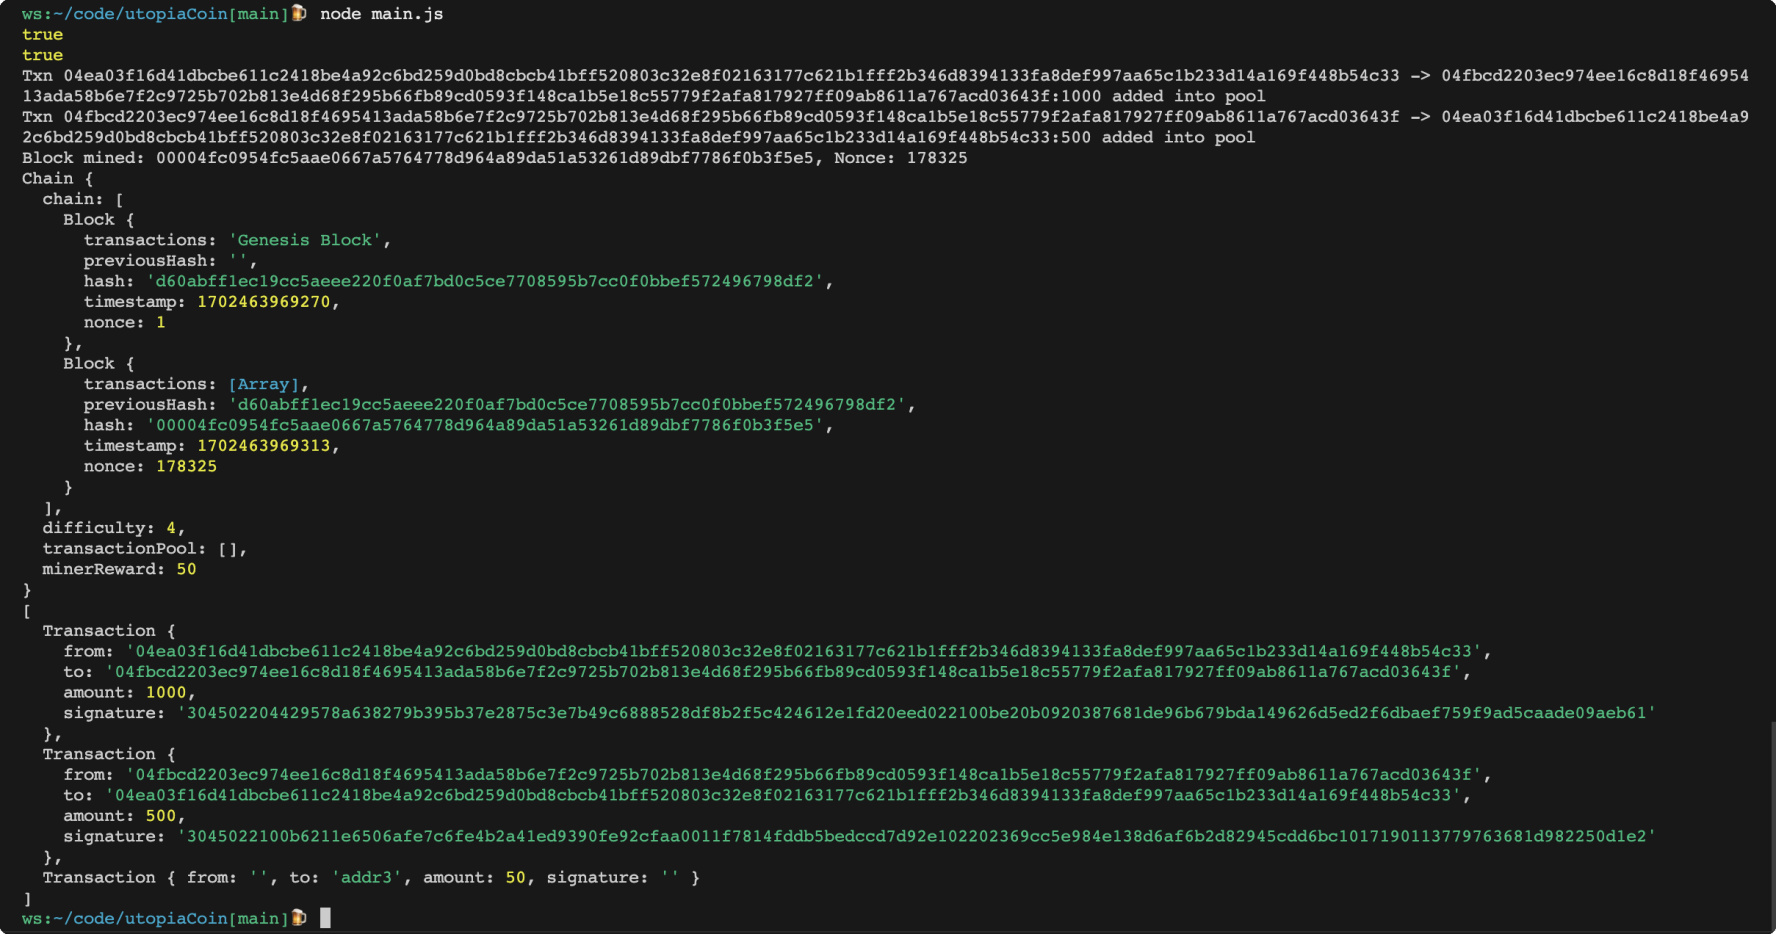 ws:~/code/utopiaCoin[main]🍺 node main.js
true
true
Txn 04ea03f16d41dbcbe611c2418be4a92c6bd259d0bd8cbcb41bff520803c32e8f02163177c621b1fff2b346d8394133fa8def997aa65c1b233d14a169f448b54c33 -> 04fbcd2203ec974ee16c8d18f46954
13ada58b6e7f2c9725b702b813e4d68f295b66fb89cd0593f148ca1b5e18c55779f2afa817927ff09ab8611a767acd03643f:1000 added into pool
Txn 04fbcd2203ec974ee16c8d18f4695413ada58b6e7f2c9725b702b813e4d68f295b66fb89cd0593f148ca1b5e18c55779f2afa817927ff09ab8611a767acd03643f -> 04ea03f16d41dbcbe611c2418be4a9
2c6bd259d0bd8cbcb41bff520803c32e8f02163177c621b1fff2b346d8394133fa8def997aa65c1b233d14a169f448b54c33:500 added into pool
Block mined: 00004fc0954fc5aae0667a5764778d964a89da51a53261d89dbf7786f0b3f5e5, Nonce: 178325
Chain {
  chain: [
    Block {
      transactions: 'Genesis Block',
      previousHash: '',
      hash: 'd60abff1ec19cc5aeee220f0af7bd0c5ce7708595b7cc0f0bbef572496798df2',
      timestamp: 1702463969270,
      nonce: 1
    },
    Block {
      transactions: [Array],
      previousHash: 'd60abff1ec19cc5aeee220f0af7bd0c5ce7708595b7cc0f0bbef572496798df2',
      hash: '00004fc0954fc5aae0667a5764778d964a89da51a53261d89dbf7786f0b3f5e5',
      timestamp: 1702463969313,
      nonce: 178325
    }
  ],
  difficulty: 4,
  transactionPool: [],
  minerReward: 50
}
[
  Transaction {
    from: '04ea03f16d41dbcbe611c2418be4a92c6bd259d0bd8cbcb41bff520803c32e8f02163177c621b1fff2b346d8394133fa8def997aa65c1b233d14a169f448b54c33',
    to: '04fbcd2203ec974ee16c8d18f4695413ada58b6e7f2c9725b702b813e4d68f295b66fb89cd0593f148ca1b5e18c55779f2afa817927ff09ab8611a767acd03643f',
    amount: 1000,
    signature: '304502204429578a638279b395b37e2875c3e7b49c6888528df8b2f5c424612e1fd20eed022100be20b0920387681de96b679bda149626d5ed2f6dbaef759f9ad5caade09aeb61'
  },
  Transaction {
    from: '04fbcd2203ec974ee16c8d18f4695413ada58b6e7f2c9725b702b813e4d68f295b66fb89cd0593f148ca1b5e18c55779f2afa817927ff09ab8611a767acd03643f',
    to: '04ea03f16d41dbcbe611c2418be4a92c6bd259d0bd8cbcb41bff520803c32e8f02163177c621b1fff2b346d8394133fa8def997aa65c1b233d14a169f448b54c33',
    amount: 500,
    signature: '3045022100b6211e6506afe7c6fe4b2a41ed9390fe92cfaa0011f7814fddb5bedccd7d92e102202369cc5e984e138d6af6b2d82945cdd6bc1017190113779763681d982250d1e2'
  },
  Transaction { from: '', to: 'addr3', amount: 50, signature: '' }
]
ws:~/code/utopiaCoin[main]🍺